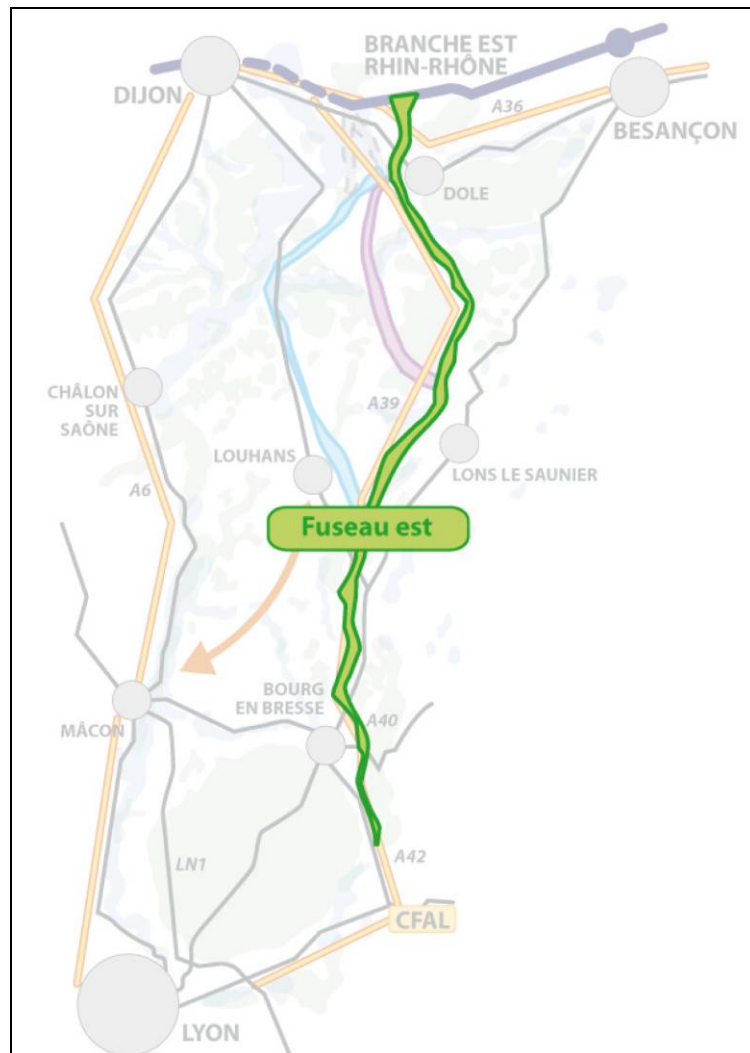 BRANCHE EST
RHIN-RHÔNE
DIJON
A36
BESANÇON
DOLE
CHÂLON
SUR
SAÔNE
A39
LOUHANS
LONS LE SAUNIER
A6
Fuseau est
BOURG
EN BRESSE
A40
MÂCON
LN1
A42
CFAL
LYON